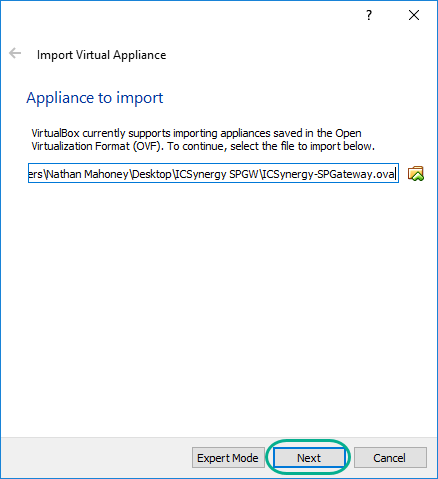 ?
Import Virtual Appliance
Appliance to import
VirtualBox currently supports importing appliances saved in the Open
Virtualization Format (OVF). To continue, select the file to import below.
ers\Nathan Mahoney\Desktop\ICSynergy SPGW\ICSynergy-SPGateway.ova
Expert Mode Next Cancel